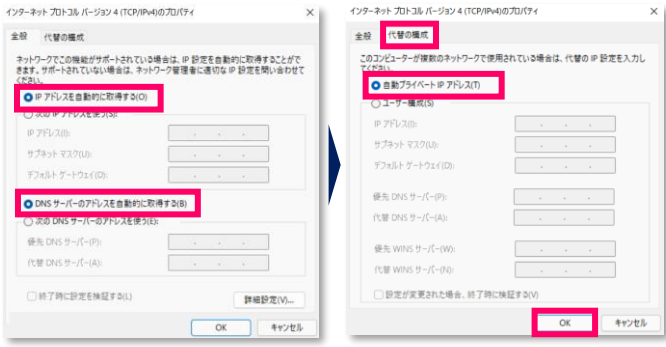 インターネット プロトコル バージョン 4 (TCP/IPv4)のプロパティ
全般
代替の構成
ネットワークでこの機能がサポートされている場合は、IP 設定を自動的に取得することがで
きます。サポートされていない場合は、ネットワーク管理者に適切な IP 設定を問い合わせて
ください。
IP アドレスを自動的に取得する(O)
次の IP アドレスを使う(S):
IP アドレス(I):
サブネット マスク(U):
デフォルト ゲートウェイ(D):
DNS サーバーのアドレスを自動的に取得する(B)
次の DNS サーバーのアドレスを使う(E):
優先 DNS サーバー(P):
代替 DNS サーバー(A):
終了時に設定を検証する(L)
詳細設定(V)...
OK
キャンセル
インターネット プロトコル バージョン 4 (TCP/IPv4)のプロパティ
全般
代替の構成
このコンピューターが複数のネットワークで使用されている場合は、代替の IP 設定を入力し
てください。
自動プライベート IP アドレス(T)
ユーザー構成(S)
IP アドレス(I):
サブネット マスク(U):
デフォルト ゲートウェイ(D):
優先 DNS サーバー(P):
代替 DNS サーバー(A):
優先 WINS サーバー(W):
代替 WINS サーバー(N):
設定が変更された場合、終了時に検証する(V)
OK
キャンセル